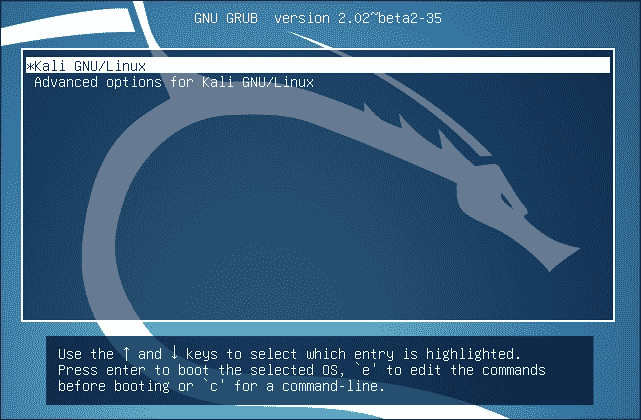 GNU GRUB  version 2.02~beta2-35
*Kali GNU/Linux
Advanced options for Kali GNU/Linux
Use the ↑ and ↓ keys to select which entry is highlighted.
Press enter to boot the selected OS, `e' to edit the commands
before booting or `c' for a command-line.